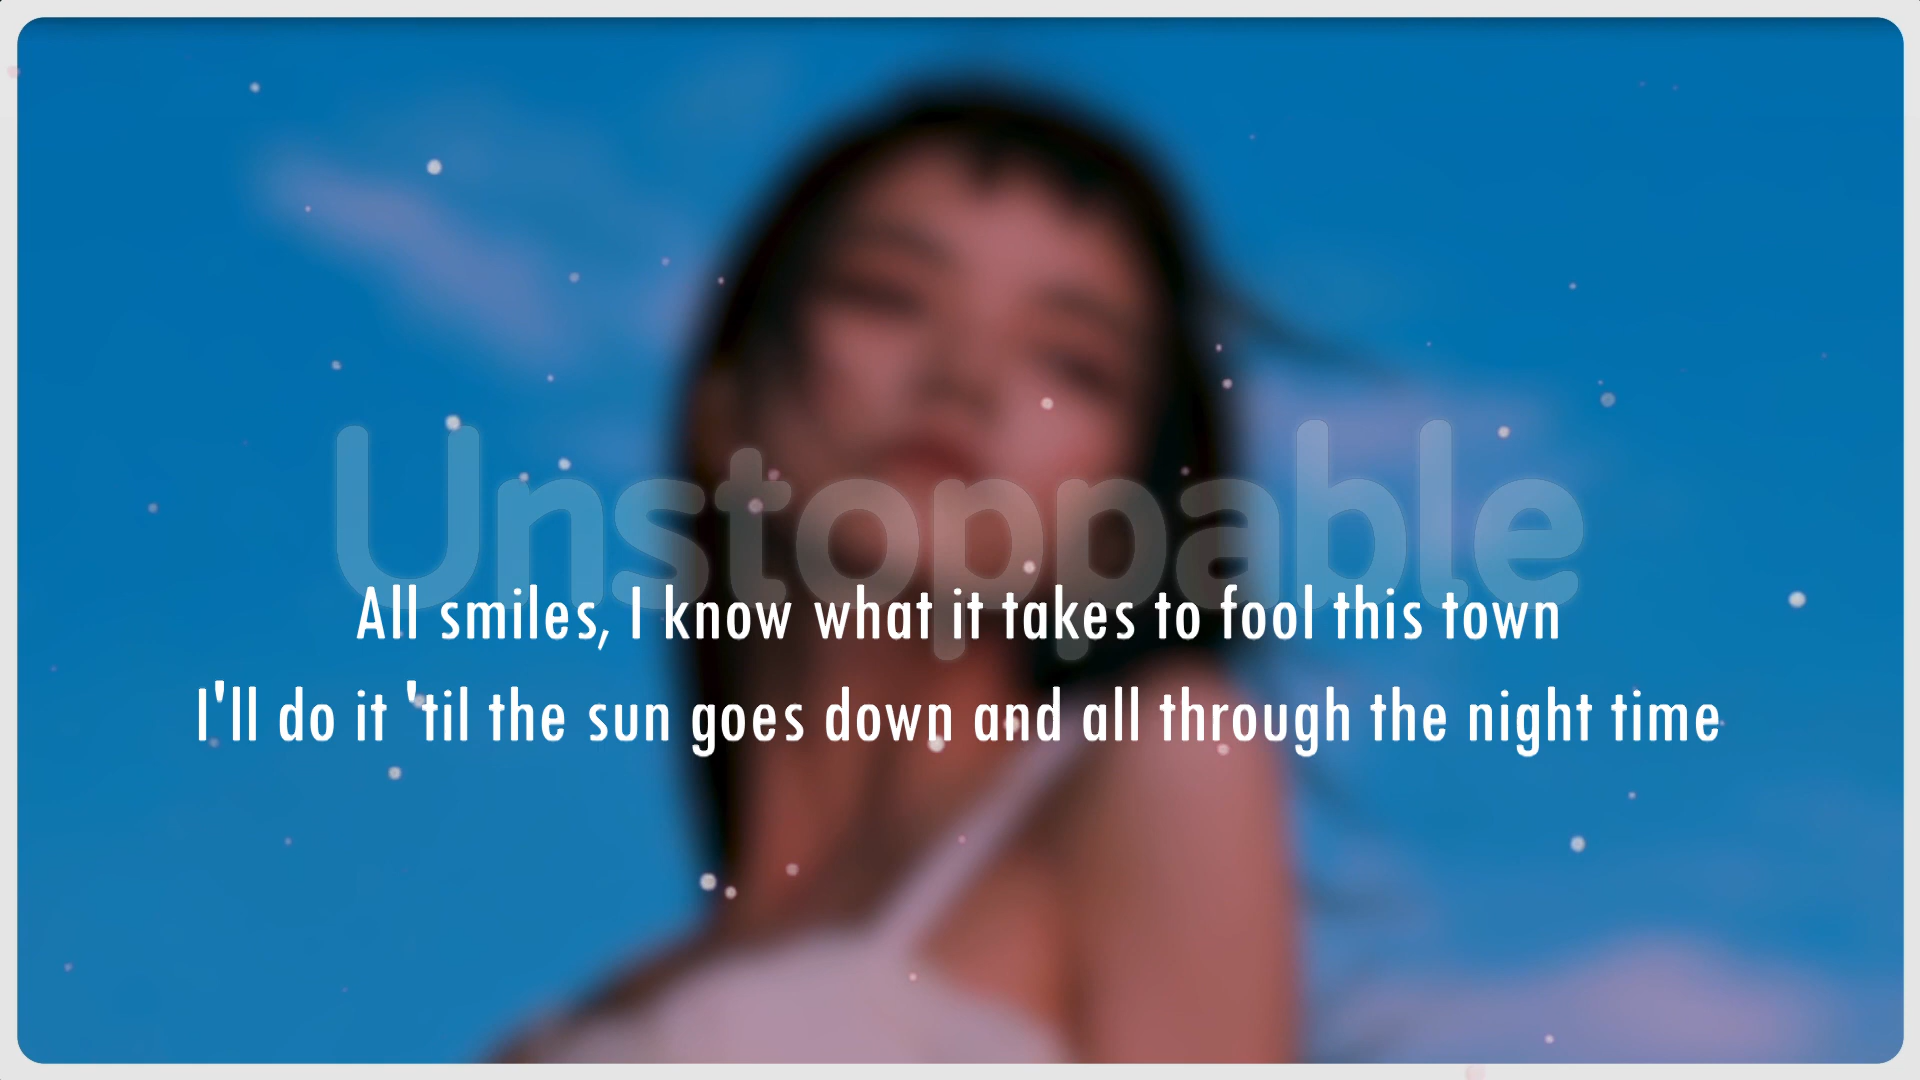 Unstoppable
All smiles, I know what it takes to fool this town
I'll do it 'til the sun goes down and all through the night time